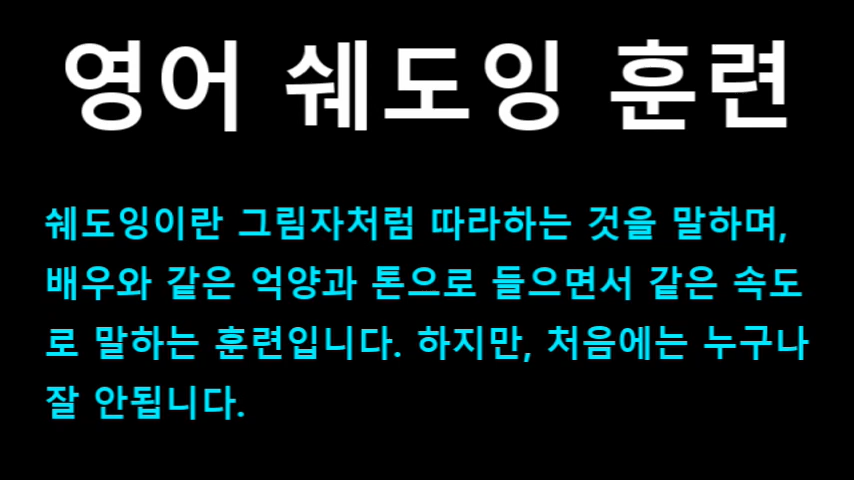 영어 쉐도잉 훈련
쉐도잉이란 그림자처럼 따라하는 것을 말하며,
배우와 같은 억양과 톤으로 들으면서 같은 속도
로 말하는 훈련입니다. 하지만, 처음에는 누구나
잘 안됩니다.